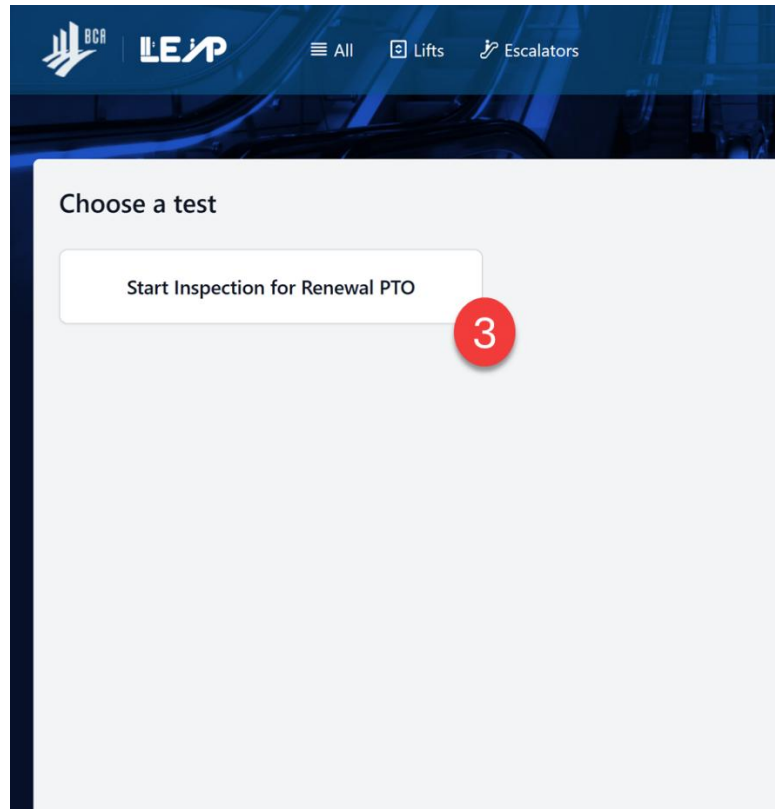 BCA LEAP All Lifts Escalators
Choose a test
Start Inspection for Renewal PTO
3